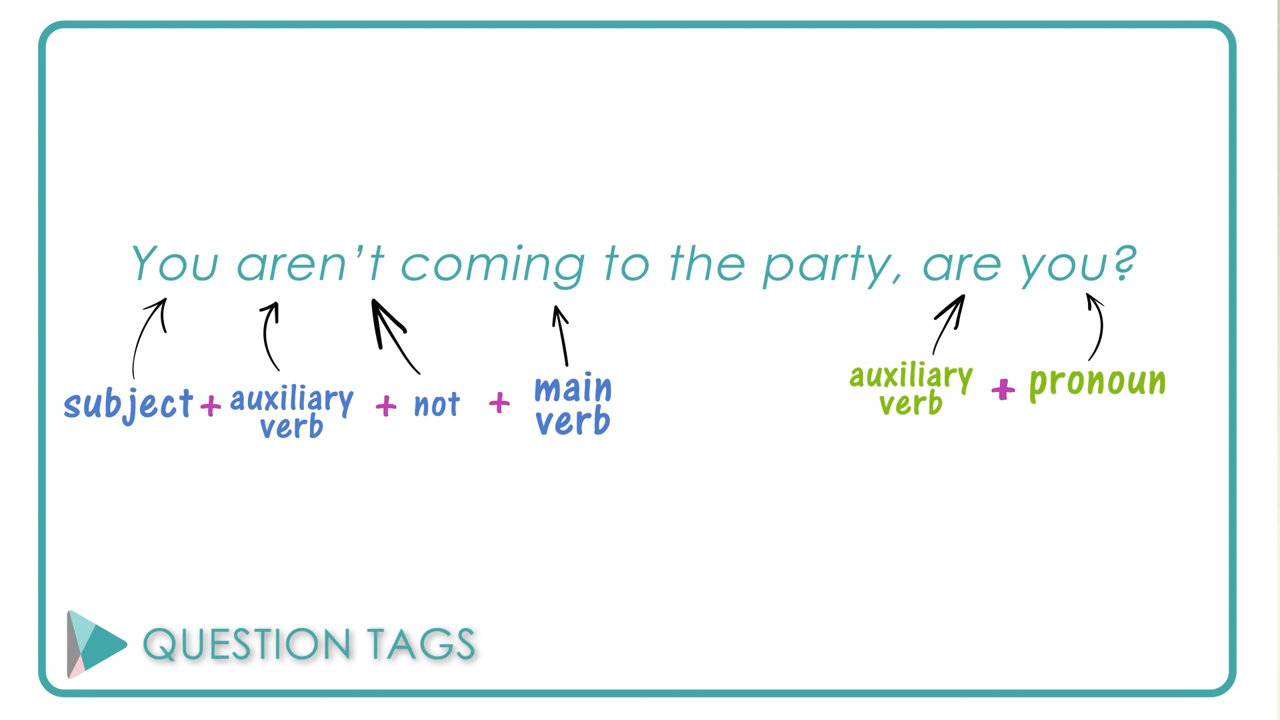 You aren’t coming to the party, are you?
subject + auxiliary verb + not + main verb
auxiliary verb + pronoun
QUESTION TAGS